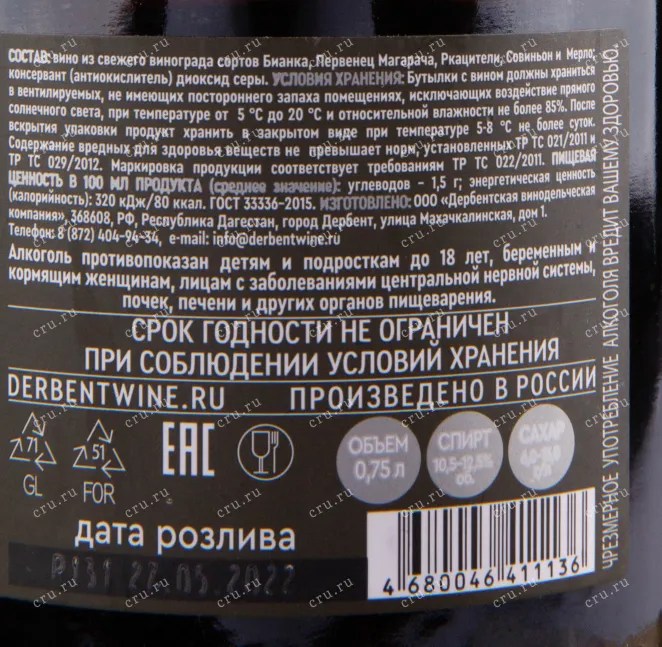 СОСТАВ: вино из свежего винограда сортов Бианка, Первенец Магарача, Ркацители, Совиньон и Мерло;
консервант (антиокислитель) диоксид серы. УСЛОВИЯ ХРАНЕНИЯ: Бутылки с вином должны храниться
в вентилируемых, не имеющих постороннего запаха помещениях, исключающих воздействие прямого
солнечного света, при температуре от 5 °С до 20 °С и относительной влажности не более 85%. После
вскрытия упаковки продукт хранить в закрытом виде при температуре 5-8 °С не более суток.
Содержание вредных для здоровья веществ не превышает норм, установленных ТР ТС 021/2011 и
ТР ТС 029/2012. Маркировка продукции соответствует требованиям ТР ТС 022/2011. ПИЩЕВАЯ
ЦЕННОСТЬ В 100 МЛ ПРОДУКТА (среднее значение): углеводов - 1,5 г; энергетическая ценность
(калорийность): 320 кДж/80 ккал. ГОСТ 33336-2015. ИЗГОТОВЛЕНО: ООО «Дербентская винодельческая
компания» 368608, РФ, Республика Дагестан, город Дербент, улица Махачкалинская, дом 1.
Телефон: 8 (872) 404-24-34, e-mail: info@derbentwine.ru
Алкоголь противопоказан детям и подросткам до 18 лет, беременным и
кормящим женщинам, лицам с заболеваниями центральной нервной системы,
почек, печени и других органов пищеварения.
СРОК ГОДНОСТИ НЕ ОГРАНИЧЕН
ПРИ СОБЛЮДЕНИИ УСЛОВИЙ ХРАНЕНИЯ
DERBENTWINE.RU ПРОИЗВЕДЕНО В РОССИИ
71 GL
51 FOR
EAC
ОБЪЕМ
0,75 л
СПИРТ
10,5-12,5%
об.
САХАР
г/л
дата розлива
22.05 2022
4 680046 411136
ЧРЕЗМЕРНОЕ УПОТРЕБЛЕНИЕ АЛКОГОЛЯ ВРЕДИТ ВАШЕМУ ЗДОРОВЬЮ.
cru.ru